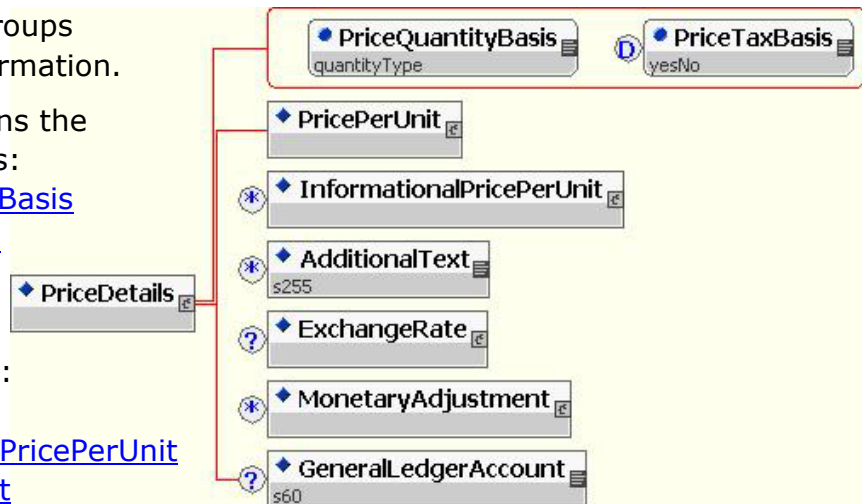 roups
rmation.
ns the
s:
Basis
:
PricePerUnit
t
PriceDetails
PriceQuantityBasis
quantityType
D
PriceTaxBasis
yesNo
PricePerUnit
*
InformationalPricePerUnit
*
AdditionalText
s255
?
ExchangeRate
*
MonetaryAdjustment
?
GeneralLedgerAccount
s60